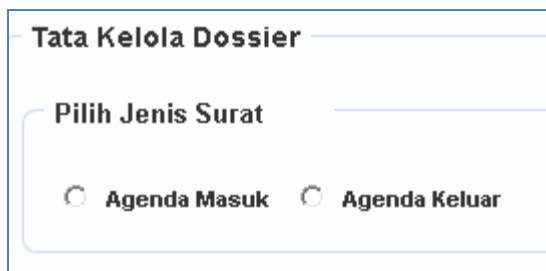 Tata Kelola Dossier
Pilih Jenis Surat
Agenda Masuk Agenda Keluar